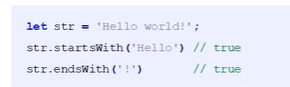 let str = 'Hello world!';
str.startsWith('Hello') // true
str.endsWith('!') // true